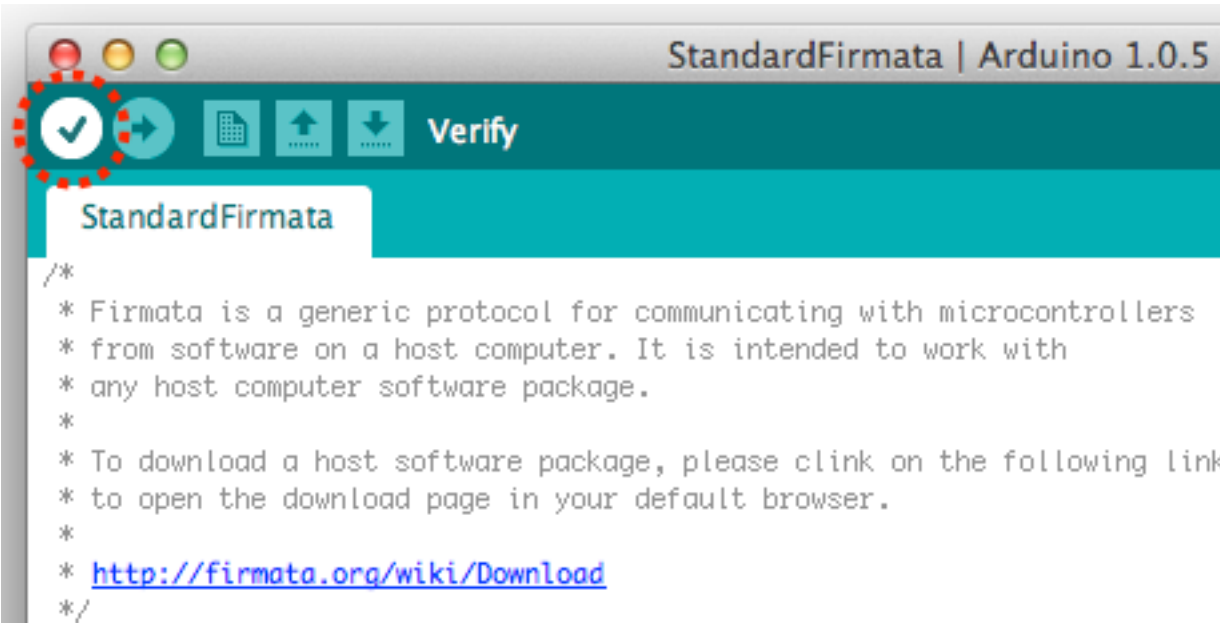 StandardFirmata | Arduino 1.0.5
Verify
StandardFirmata
/*
* Firmata is a generic protocol for communicating with microcontrollers
* from software on a host computer. It is intended to work with
* any host computer software package.
*
* To download a host software package, please clink on the following link
* to open the download page in your default browser.
*
* http://firmata.org/wiki/Download
*/